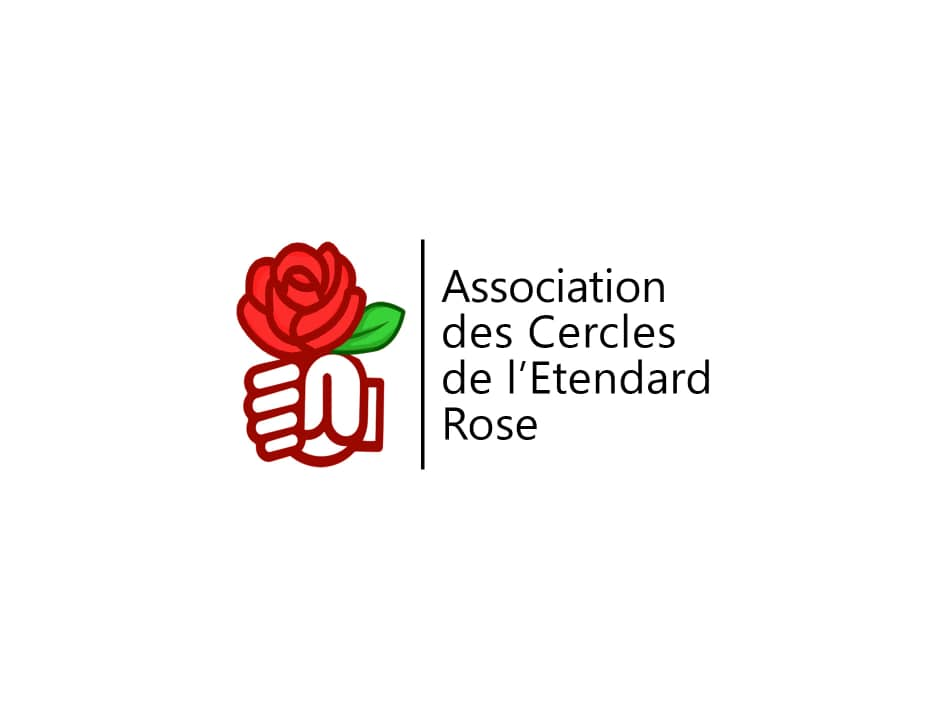 Association
des Cercles
de l’Etendard
Rose